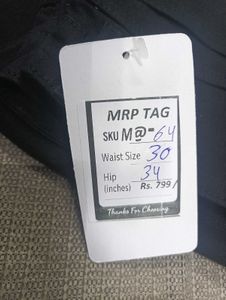 MRP TAG
SKU M@-64
Waist Size 30
Hip 34
(inches) Rs. 799/
Thanks For Choosing